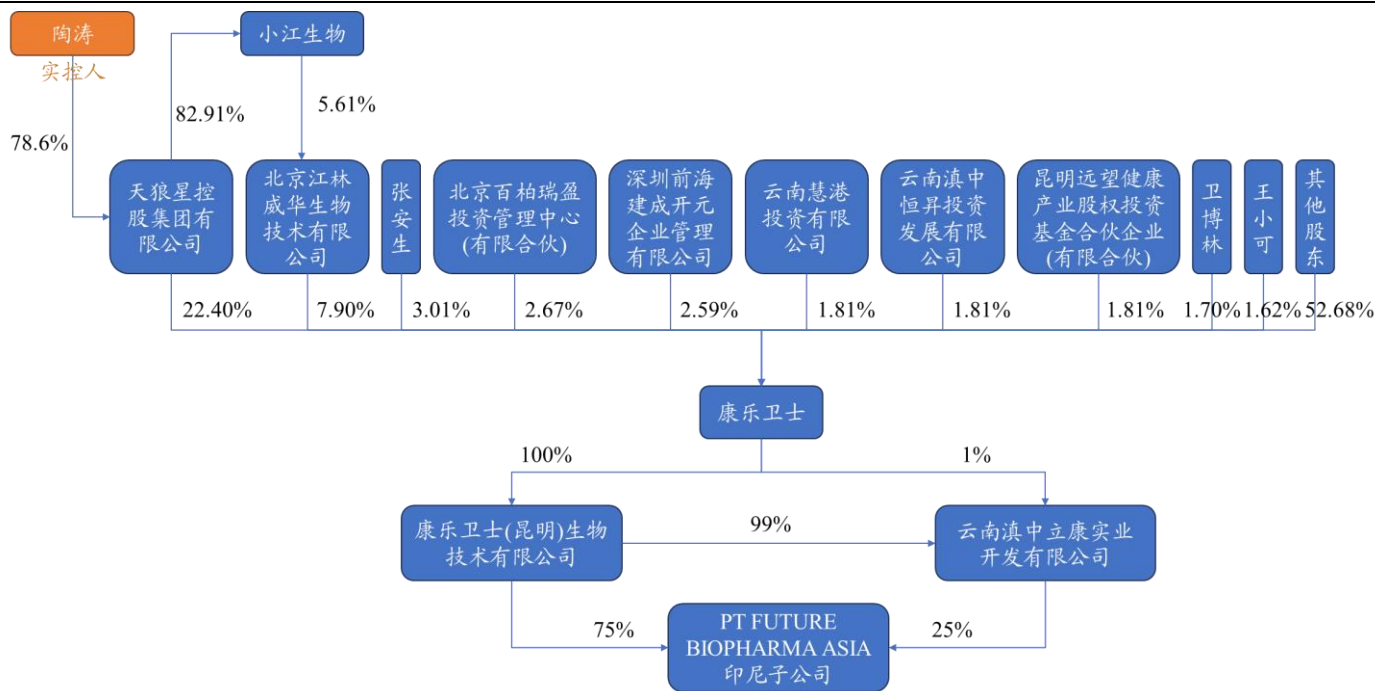 陶涛
小江生物
实控人
82.91%
5.61%
78.6%
天狼星控
股集团有
限公司
北京江林
威华生物
技术有限
公司
张
安
生
北京百柏瑞盈
投资管理中心
(有限合伙)
深圳前海
建成开元
企业管理
有限公司
云南慧港
投资有限
公司
云南滇中
恒昇投资
发展有限
公司
昆明远望健康
产业股权投资
基金合伙企业
(有限合伙)
卫
博
林
王
小
可
其
他
股
东
22.40%
7.90%
3.01%
2.67%
2.59%
1.81%
1.81%
1.81%
1.70%
1.62%
52.68%
康乐卫士
100%
1%
康乐卫士(昆明)生物
技术有限公司
99%
云南滇中立康实业
开发有限公司
75%
PT FUTURE
BIOPHARMA ASIA
印尼子公司
25%